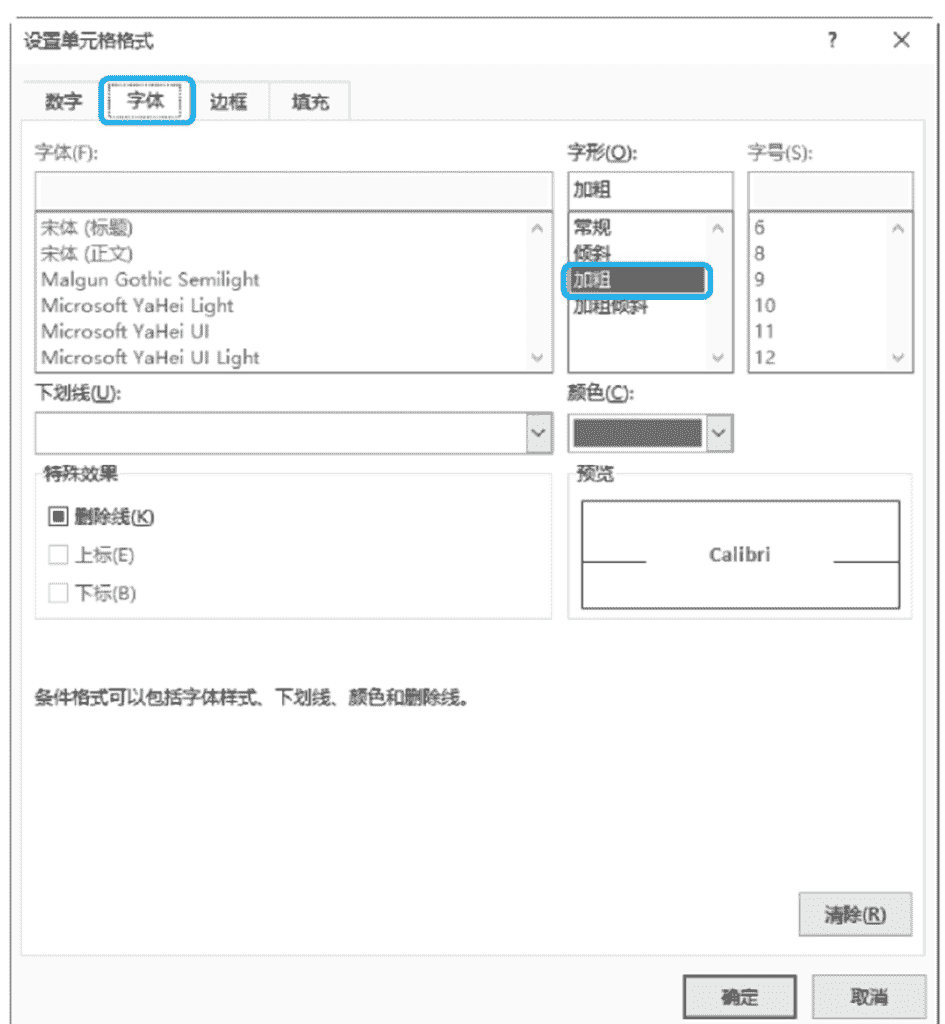 设置单元格格式 ? ×
数字 字体 边框 填充
字体(F): 字形(O): 字号(S):
加粗
宋体 (标题) 常规 6
宋体 (正文) 倾斜 8
Malgun Gothic Semilight 加粗 9
Microsoft YaHei Light 加粗倾斜 10
Microsoft YaHei UI 11
Microsoft YaHei UI Light 12
下划线(U): 颜色(C):
特殊效果 预览
删除线(K)
上标(E) Calibri
下标(B)
条件格式可以包括字体样式、下划线、颜色和删除线。
清除(R)
确定 取消